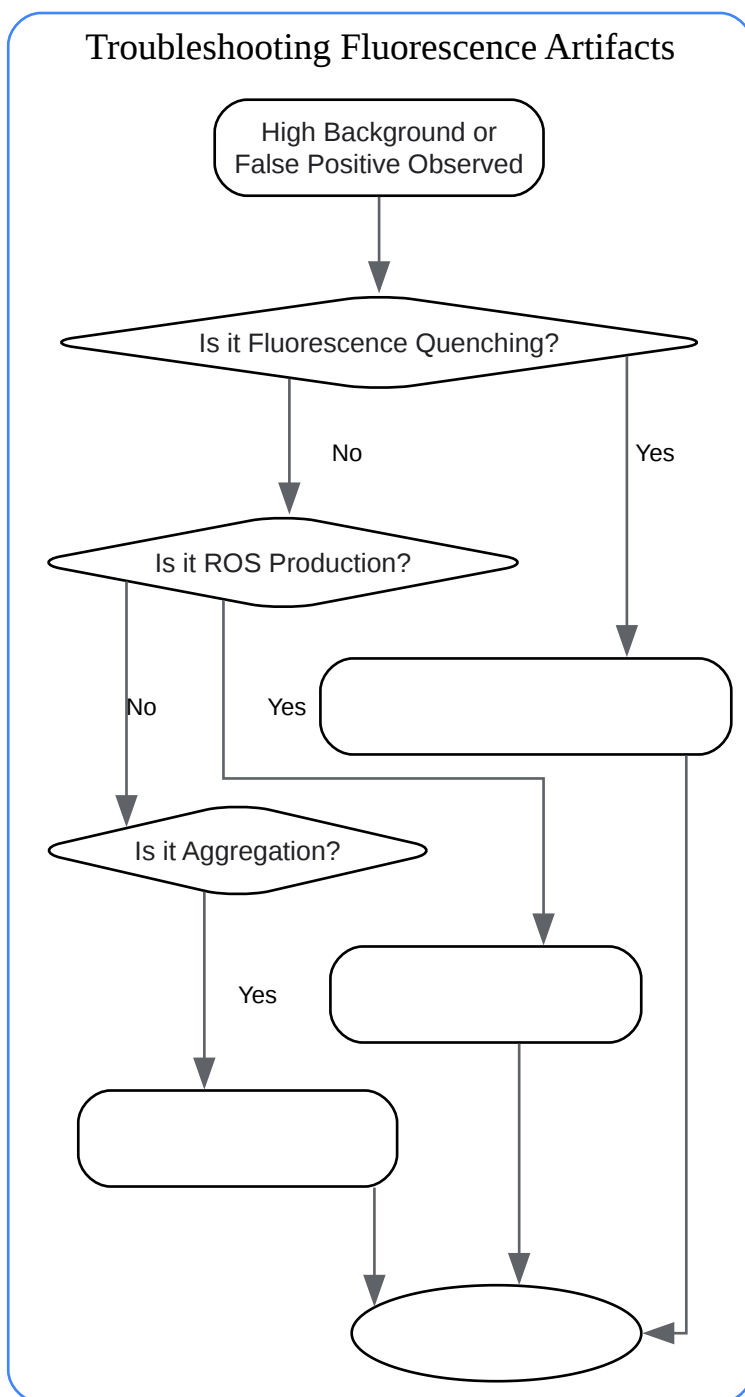 Troubleshooting Fluorescence Artifacts
High Background or
False Positive Observed
Is it Fluorescence Quenching?
No
Yes
Is it ROS Production?
No
Yes
Is it Aggregation?
Yes